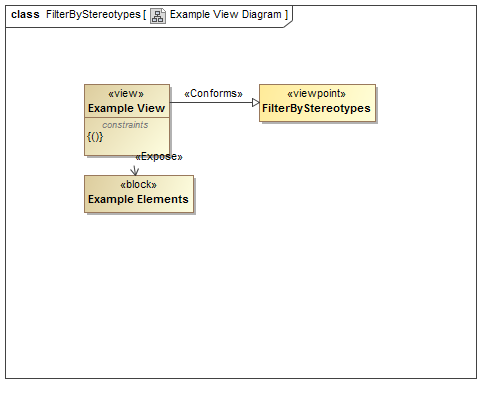 class FilterByStereotypes [ Example View Diagram ]
«view» «Conforms» «viewpoint»
Example View FilterByStereotypes
constraints
{()}
«Expose»
«block»
Example Elements